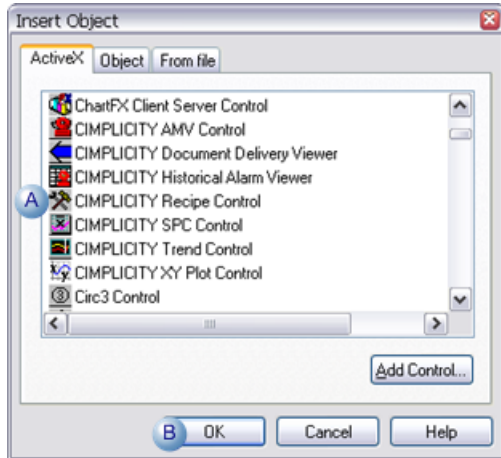 Insert Object
ActiveX Object From file
ChartFX Client Server Control
CIMPLICITY AMV Control
CIMPLICITY Document Delivery Viewer
CIMPLICITY Historical Alarm Viewer
A CIMPLICITY Recipe Control
CIMPLICITY SPC Control
CIMPLICITY Trend Control
CIMPLICITY XY Plot Control
3 Circ3 Control
Add Control...
B OK Cancel Help